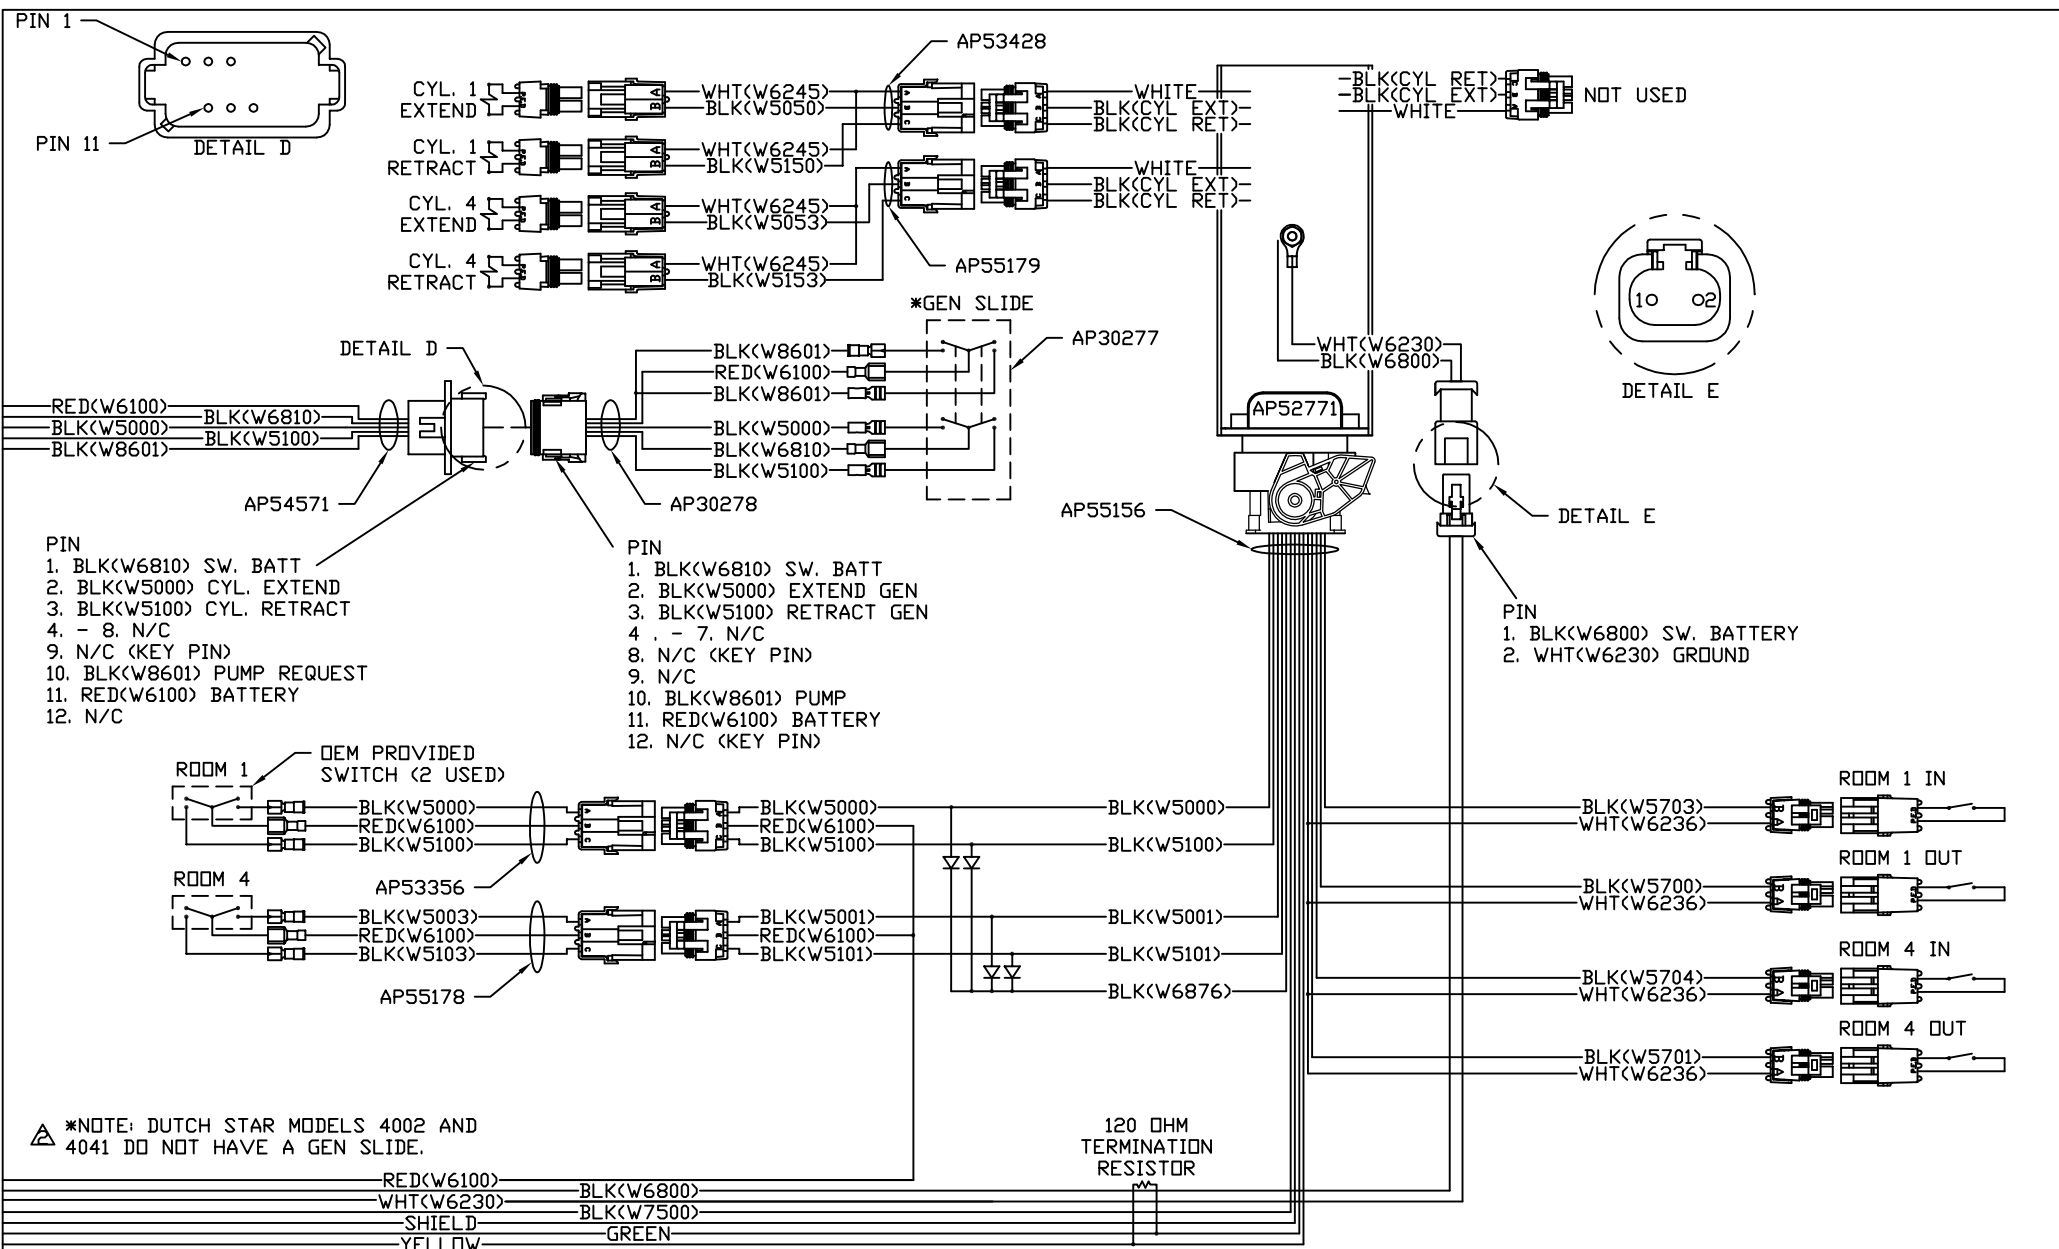 PIN 1
PIN 11
DETAIL D
CYL. 1
EXTEND
WHT(W6245)
BLK(W5050)
CYL. 1
RETRACT
WHT(W6245)
BLK(W5150)
CYL. 4
EXTEND
WHT(W6245)
BLK(W5053)
CYL. 4
RETRACT
WHT(W6245)
BLK(W5153)
A
B
A
B
A
B
A
B
AP53428
AP55179
A
B
C
A
B
C
WHITE
BLK(CYL EXT)
BLK(CYL RET)
WHITE
BLK(CYL EXT)
BLK(CYL RET)
BLK(CYL RET)
BLK(CYL EXT)
WHITE
NOT USED
1
2
DETAIL E
WHT(W6230)
BLK(W6800)
AP52771
AP55156
DETAIL E
PIN
1. BLK(W6800) SW. BATTERY
2. WHT(W6230) GROUND
*GEN SLIDE
AP30277
DETAIL D
RED(W6100)
BLK(W6810)
BLK(W5000)
BLK(W5100)
BLK(W8601)
AP54571
AP30278
BLK(W8601)
RED(W6100)
BLK(W8601)
BLK(W5000)
BLK(W6810)
BLK(W5100)
PIN
1. BLK(W6810) SW. BATT
2. BLK(W5000) CYL. EXTEND
3. BLK(W5100) CYL. RETRACT
4. - 8. N/C
9. N/C (KEY PIN)
10. BLK(W8601) PUMP REQUEST
11. RED(W6100) BATTERY
12. N/C
PIN
1. BLK(W6810) SW. BATT
2. BLK(W5000) EXTEND GEN
3. BLK(W5100) RETRACT GEN
4 . - 7. N/C
8. N/C (KEY PIN)
9. N/C
10. BLK(W8601) PUMP
11. RED(W6100) BATTERY
12. N/C (KEY PIN)
ROOM 1
OEM PROVIDED
SWITCH (2 USED)
BLK(W5000)
RED(W6100)
BLK(W5100)
AP53356
A
B
C
BLK(W5000)
RED(W6100)
BLK(W5100)
BLK(W5000)
BLK(W5100)
ROOM 4
BLK(W5003)
RED(W6100)
BLK(W5103)
AP55178
A
B
C
BLK(W5001)
RED(W6100)
BLK(W5101)
BLK(W5001)
BLK(W5101)
BLK(W6876)
ROOM 1 IN
BLK(W5703)
WHT(W6236)
B
A
ROOM 1 OUT
BLK(W5700)
WHT(W6236)
B
A
ROOM 4 IN
BLK(W5704)
WHT(W6236)
B
A
ROOM 4 OUT
BLK(W5701)
WHT(W6236)
B
A
2
*NOTE: DUTCH STAR MODELS 4002 AND
4041 DO NOT HAVE A GEN SLIDE.
120 OHM
TERMINATION
RESISTOR
RED(W6100)
BLK(W6800)
WHT(W6230)
BLK(W7500)
SHIELD
GREEN
YELLOW